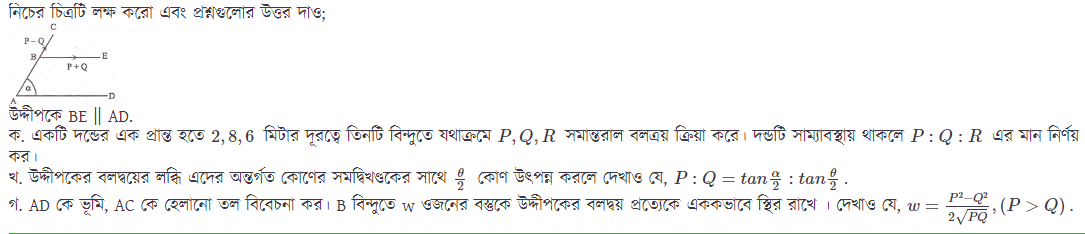 নিচের চিত্রটি লক্ষ করো এবং প্রশ্নগুলোর উত্তর দাও;
C
P−Q
B
E
P+Q
α
A
D
উদ্দীপকে BE || AD.
ক. একটি দন্ডের এক প্রান্ত হতে 2, 8, 6 মিটার দূরত্বে তিনটি বিন্দুতে যথাক্রমে P, Q, R সমান্তরাল বলত্রয় ক্রিয়া করে। দন্ডটি সাম্যাবস্থায় থাকলে P : Q : R এর মান নির্ণয়
কর।
খ. উদ্দীপকের বলদ্বয়ের লব্ধি এদের অন্তর্গত কোণের সমদ্বিখণ্ডকের সাথে θ/2 কোণ উৎপন্ন করলে দেখাও যে, P : Q = tan α/2 : tan θ/2 .
গ. AD কে ভূমি, AC কে হেলানো তল বিবেচনা কর। B বিন্দুতে w ওজনের বস্তুকে উদ্দীপকের বলদ্বয় প্রত্যেকে এককভাবে স্থির রাখে । দেখাও যে, w = (P²−Q²)/(2√PQ), (P > Q) .